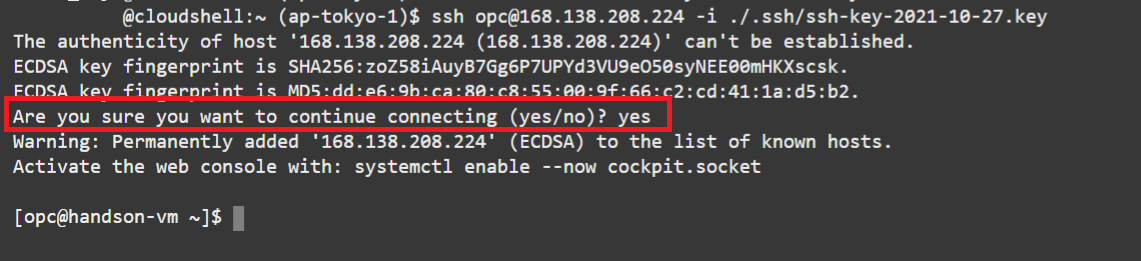 @cloudshell:~ (ap-tokyo-1)$ ssh opc@168.138.208.224 -i ./.ssh/ssh-key-2021-10-27.key
The authenticity of host '168.138.208.224 (168.138.208.224)' can't be established.
ECDSA key fingerprint is SHA256:zoZ58iAuyB7Gg6P7UPYd3VU9eO50syNEE00mHKXscsk.
ECDSA key fingerprint is MD5:dd:e6:9b:ca:80:c8:55:00:9f:66:c2:cd:41:1a:d5:b2.
Are you sure you want to continue connecting (yes/no)? yes
Warning: Permanently added '168.138.208.224' (ECDSA) to the list of known hosts.
Activate the web console with: systemctl enable --now cockpit.socket
[opc@handson-vm ~]$